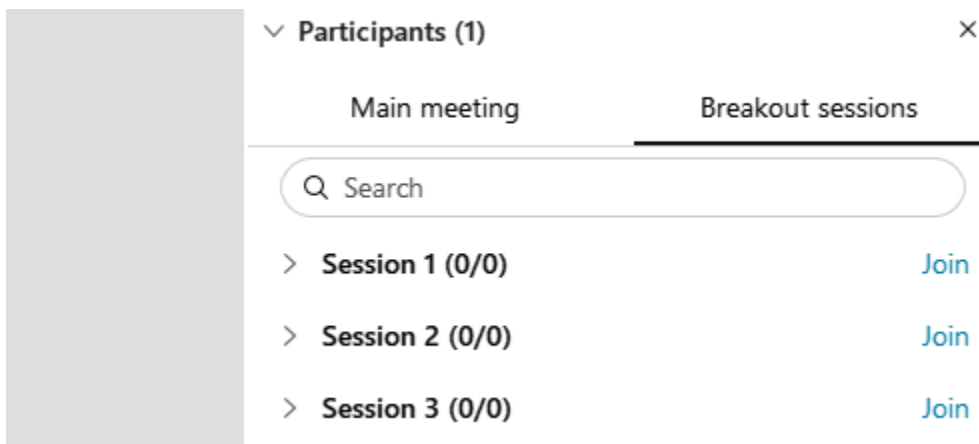 Participants (1)
Main meeting Breakout sessions
Search
Session 1 (0/0) Join
Session 2 (0/0) Join
Session 3 (0/0) Join